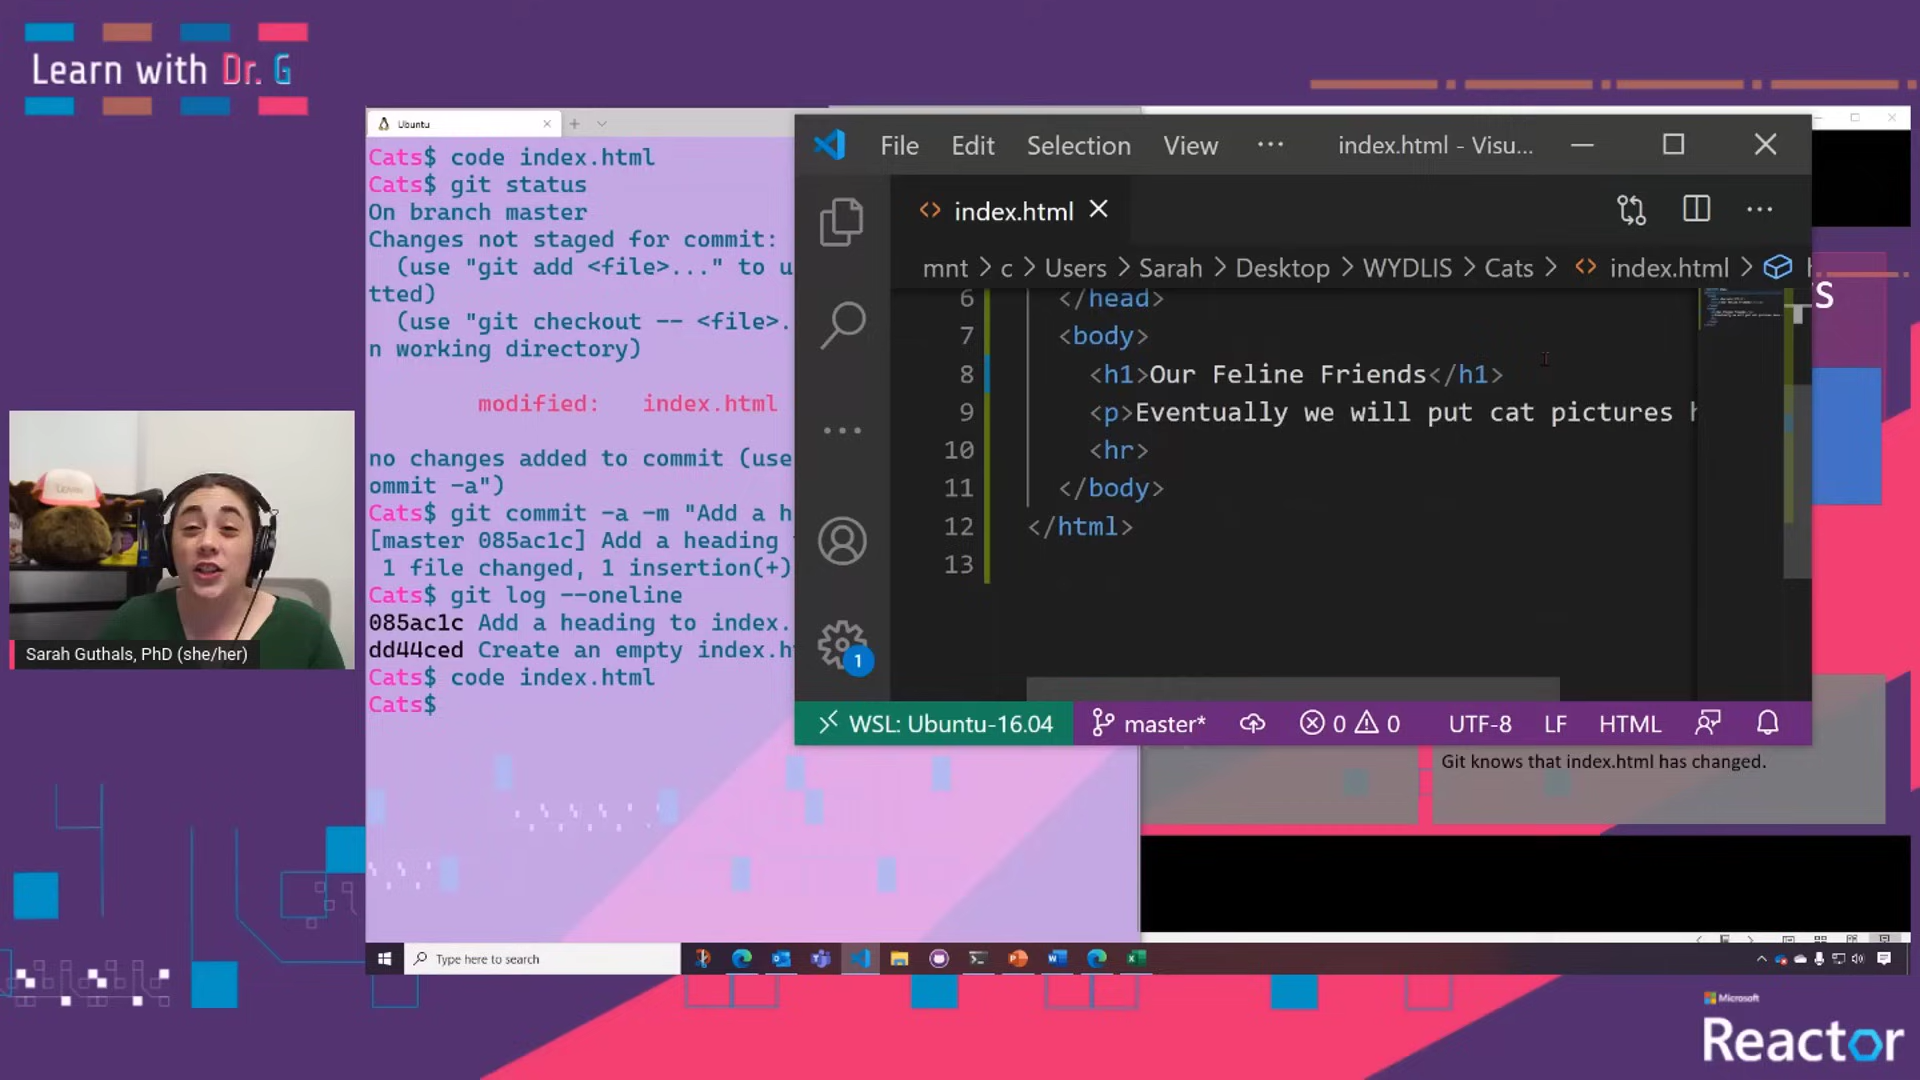 Learn with Dr. G
Ubuntu
Cats$ code index.html
Cats$ git status
On branch master
Changes not staged for commit:
(use "git add <file>..." to u
tted)
(use "git checkout -- <file>.
n working directory)
modified: index.html
no changes added to commit (use
ommit -a")
Cats$ git commit -a -m "Add a h
[master 085ac1c] Add a heading
1 file changed, 1 insertion(+)
Cats$ git log --oneline
085ac1c Add a heading to index.
dd44ced Create an empty index.h
Cats$ code index.html
Cats$
File Edit Selection View ··· index.html - Visu...
index.html
mnt > c > Users > Sarah > Desktop > WYDLIS > Cats > index.html >
6 </head>
7 <body>
8 <h1>Our Feline Friends</h1>
9 <p>Eventually we will put cat pictures h
10 <hr>
11 </body>
12 </html>
13
1
WSL: Ubuntu-16.04 master* 0 0 UTF-8 LF HTML
Git knows that index.html has changed.
Sarah Guthals, PhD (she/her)
Type here to search
Microsoft
Reactor